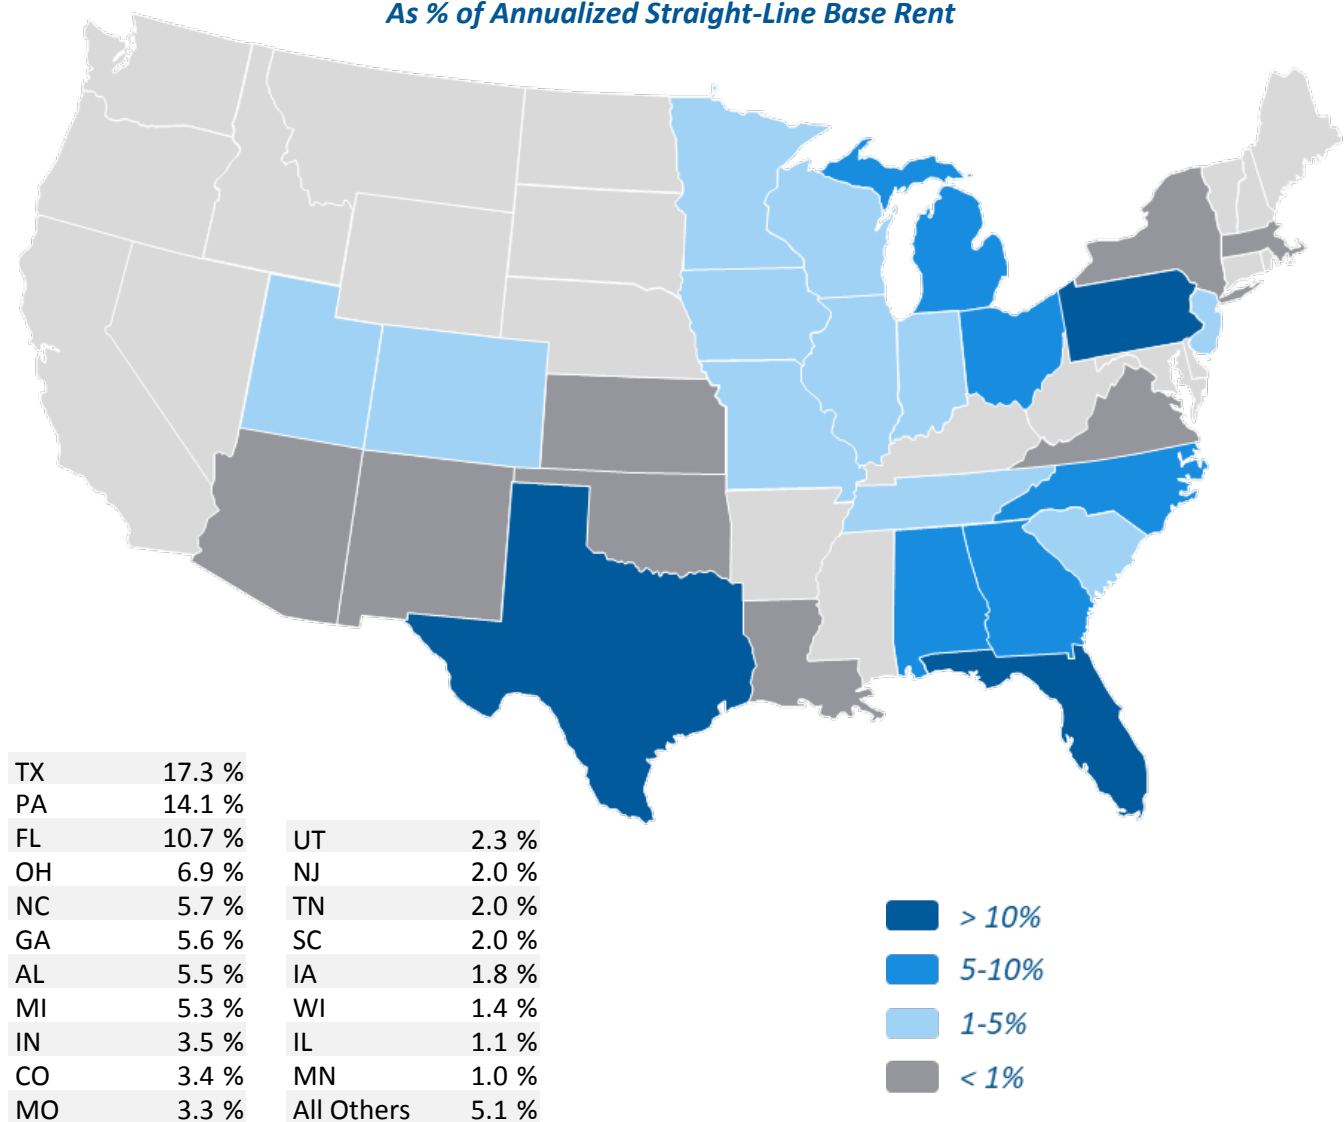 As % of Annualized Straight-Line Base Rent
TX 17.3 %
PA 14.1 %
FL 10.7 %
OH 6.9 %
NC 5.7 %
GA 5.6 %
AL 5.5 %
MI 5.3 %
IN 3.5 %
CO 3.4 %
MO 3.3 %
UT 2.3 %
NJ 2.0 %
TN 2.0 %
SC 2.0 %
IA 1.8 %
WI 1.4 %
IL 1.1 %
MN 1.0 %
All Others 5.1 %
> 10%
5-10%
1-5%
< 1%